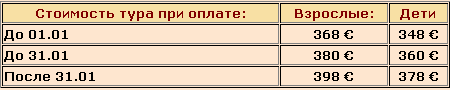 Стоимость тура при оплате: Взрослые: Дети
До 01.01 368 € 348 €
До 31.01 380 € 360 €
После 31.01 398 € 378 €